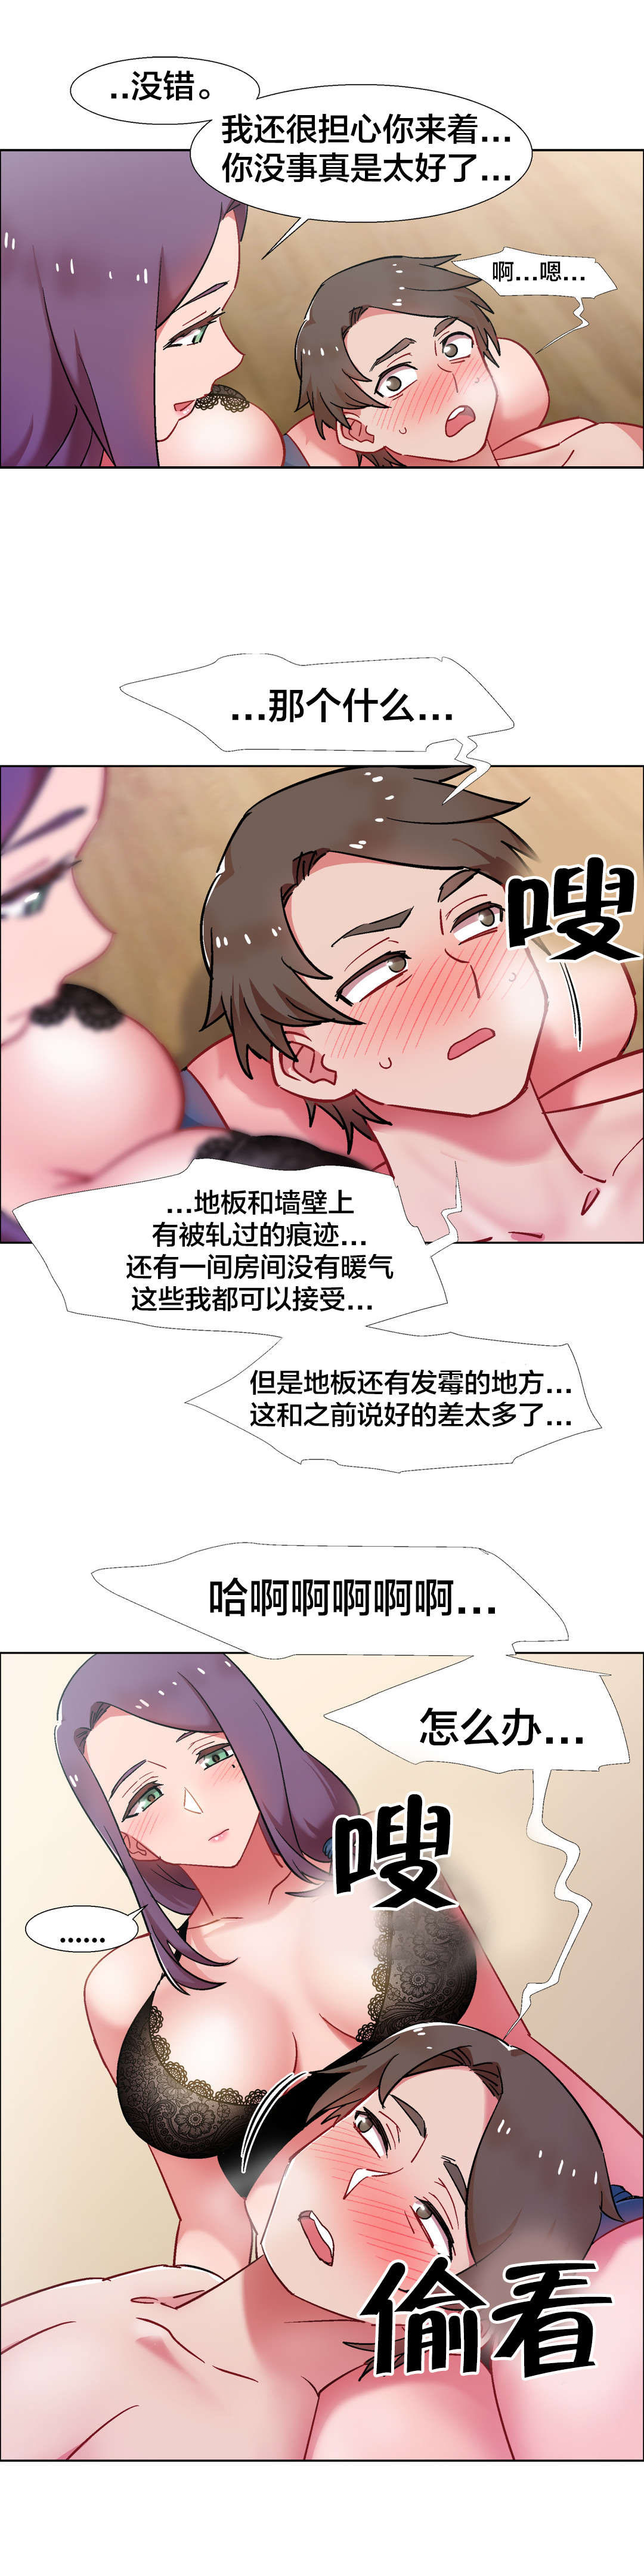 ..没错。
我还很担心你来着...
你没事真是太好了...
啊...嗯...
...那个什么...
嗖
...地板和墙壁上
有被轧过的痕迹...
还有一间房间没有暖气
这些我都可以接受...
但是地板还有发霉的地方...
这和之前说好的差太多了...
哈啊啊啊啊啊...
怎么办...
嗖
......
偷看